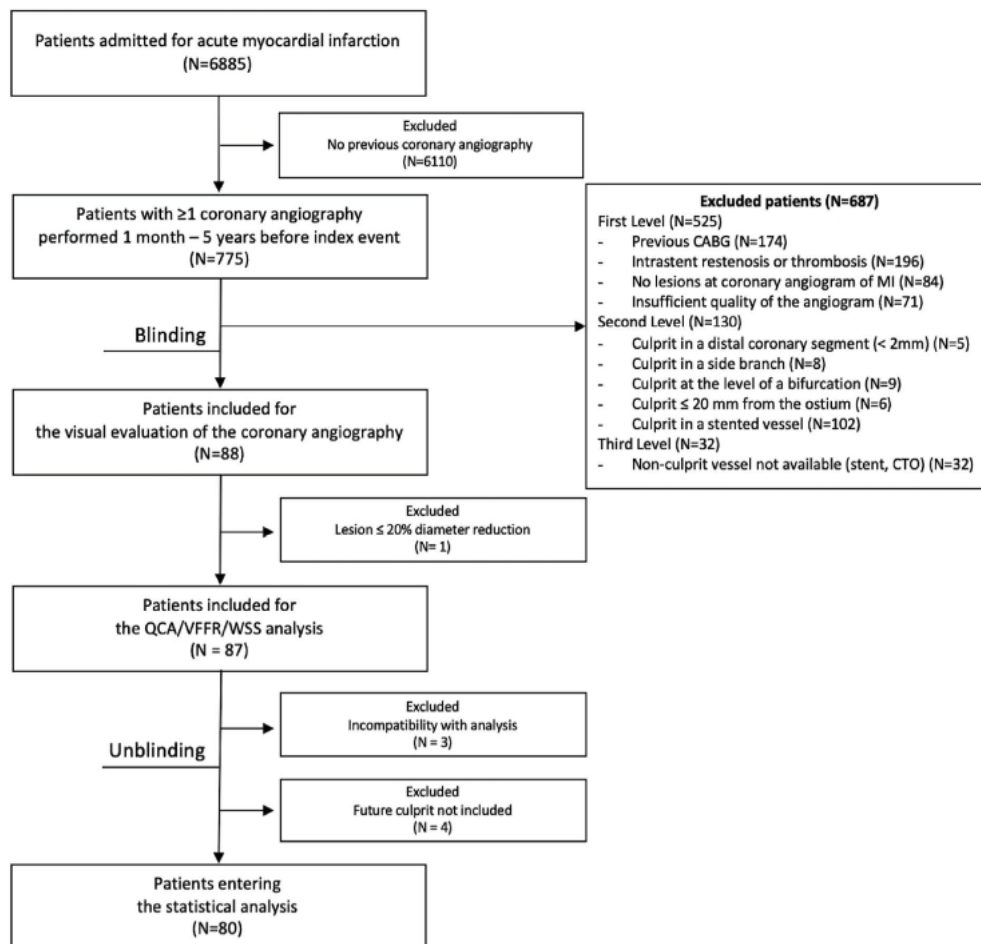 Patients admitted for acute myocardial infarction
(N=6885)
Excluded
No previous coronary angiography
(N=6110)
Patients with ≥1 coronary angiography
performed 1 month – 5 years before index event
(N=775)
Excluded patients (N=687)
First Level (N=525)
- Previous CABG (N=174)
- Intrastent restenosis or thrombosis (N=196)
- No lesions at coronary angiogram of MI (N=84)
- Insufficient quality of the angiogram (N=71)
Second Level (N=130)
- Culprit in a distal coronary segment (< 2mm) (N=5)
- Culprit in a side branch (N=8)
- Culprit at the level of a bifurcation (N=9)
- Culprit ≤ 20 mm from the ostium (N=6)
- Culprit in a stented vessel (N=102)
Third Level (N=32)
- Non-culprit vessel not available (stent, CTO) (N=32)
Blinding
Patients included for
the visual evaluation of the coronary angiography
(N=88)
Excluded
Lesion ≤ 20% diameter reduction
(N= 1)
Patients included for
the QCA/VFFR/WSS analysis
(N = 87)
Excluded
Incompatibility with analysis
(N = 3)
Unblinding
Excluded
Future culprit not included
(N = 4)
Patients entering
the statistical analysis
(N=80)